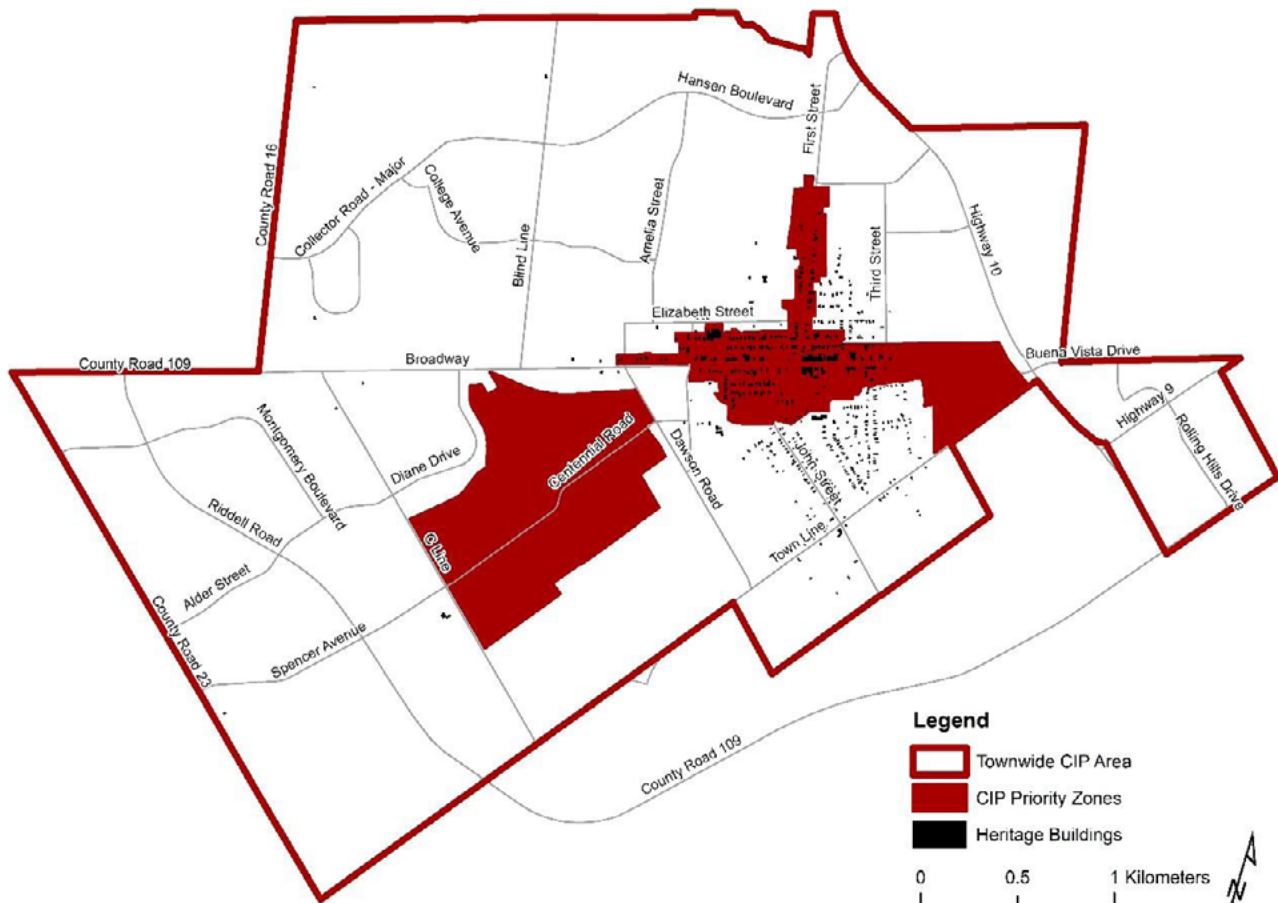 Hansen Boulevard
First Street
County Road 16
Collector Road - Major
College Avenue
Blind Line
Amelia Street
Third Street
Highway 10
Elizabeth Street
County Road 109
Broadway
Buena Vista Drive
Highway 9
Rolling Hills Drive
Montgomery Boulevard
Diane Drive
Centennial Road
Dawson Road
John Street
Riddell Road
C Line
Town Line
Alder Street
County Road 23
Spencer Avenue
County Road 109
Legend
Townwide CIP Area
CIP Priority Zones
Heritage Buildings
0 0.5 1 Kilometers
N